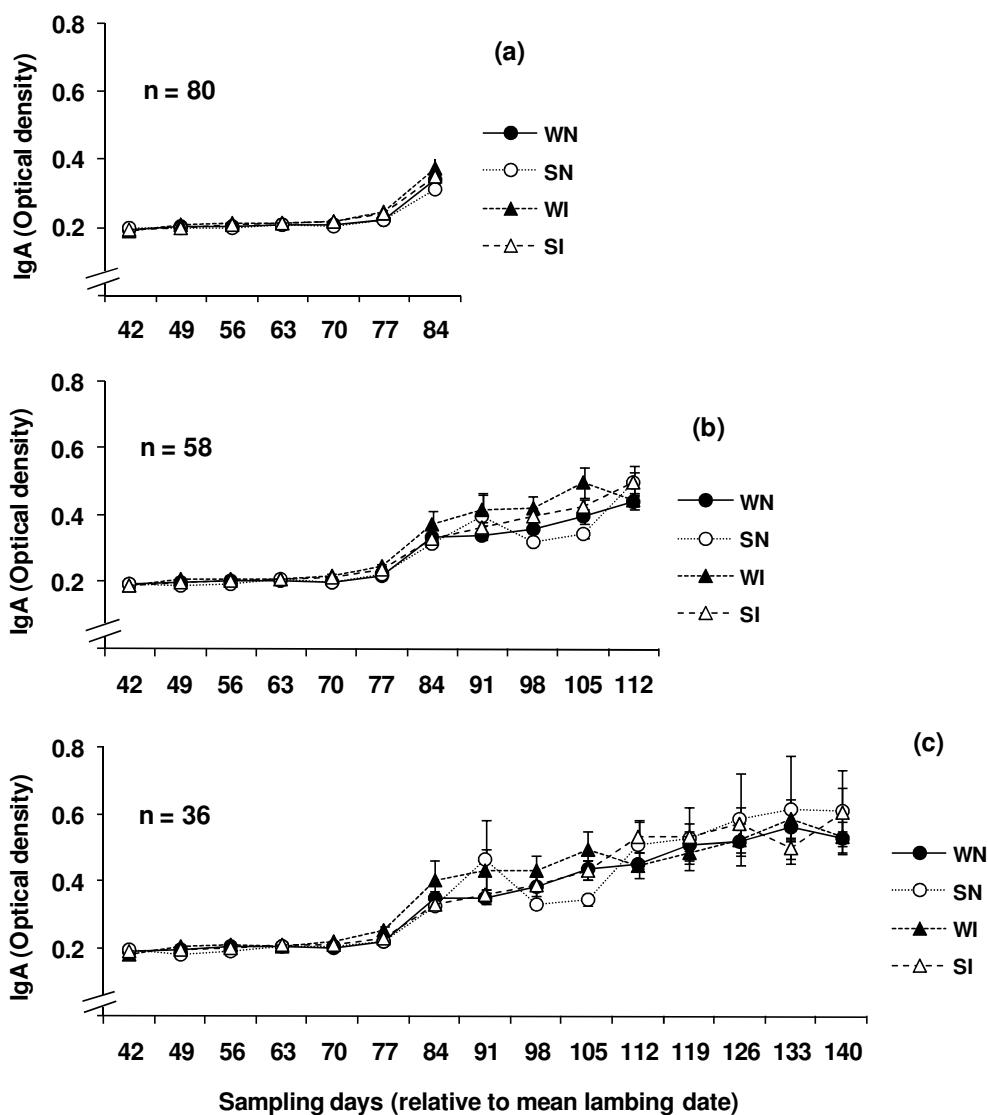 0.8
(a)
0.6
n = 80
WN
0.4
SN
WI
0.2
SI
IgA (Optical density)
42 49 56 63 70 77 84
0.8
(b)
0.6
n = 58
WN
0.4
SN
WI
0.2
SI
IgA (Optical density)
42 49 56 63 70 77 84 91 98 105 112
0.8
(c)
0.6
n = 36
WN
0.4
SN
WI
0.2
SI
IgA (Optical density)
42 49 56 63 70 77 84 91 98 105 112 119 126 133 140
Sampling days (relative to mean lambing date)